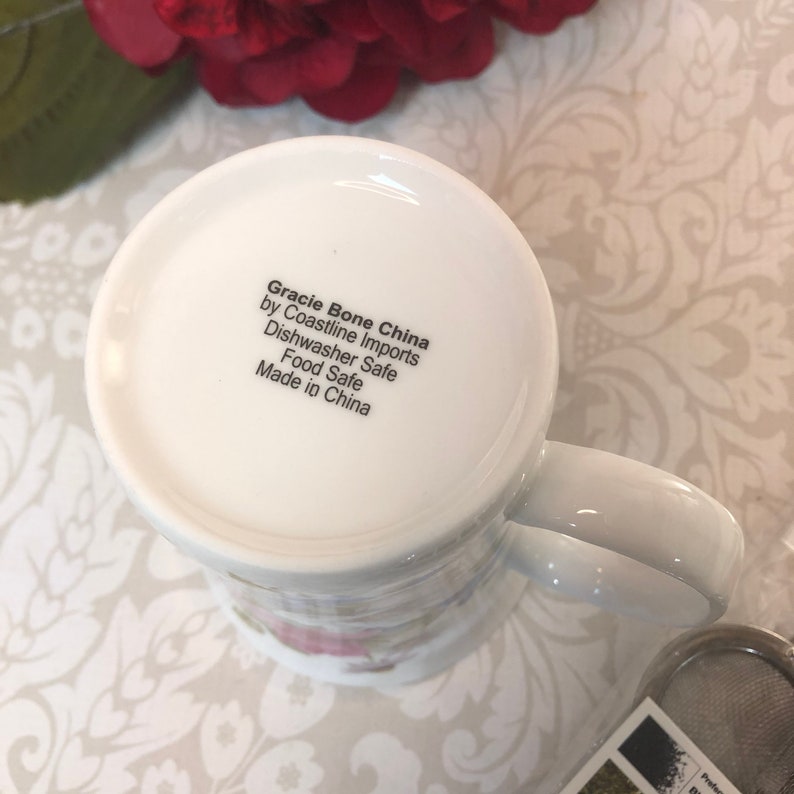 Gracie Bone China
by Coastline Imports
Dishwasher Safe
Food Safe
Made in China